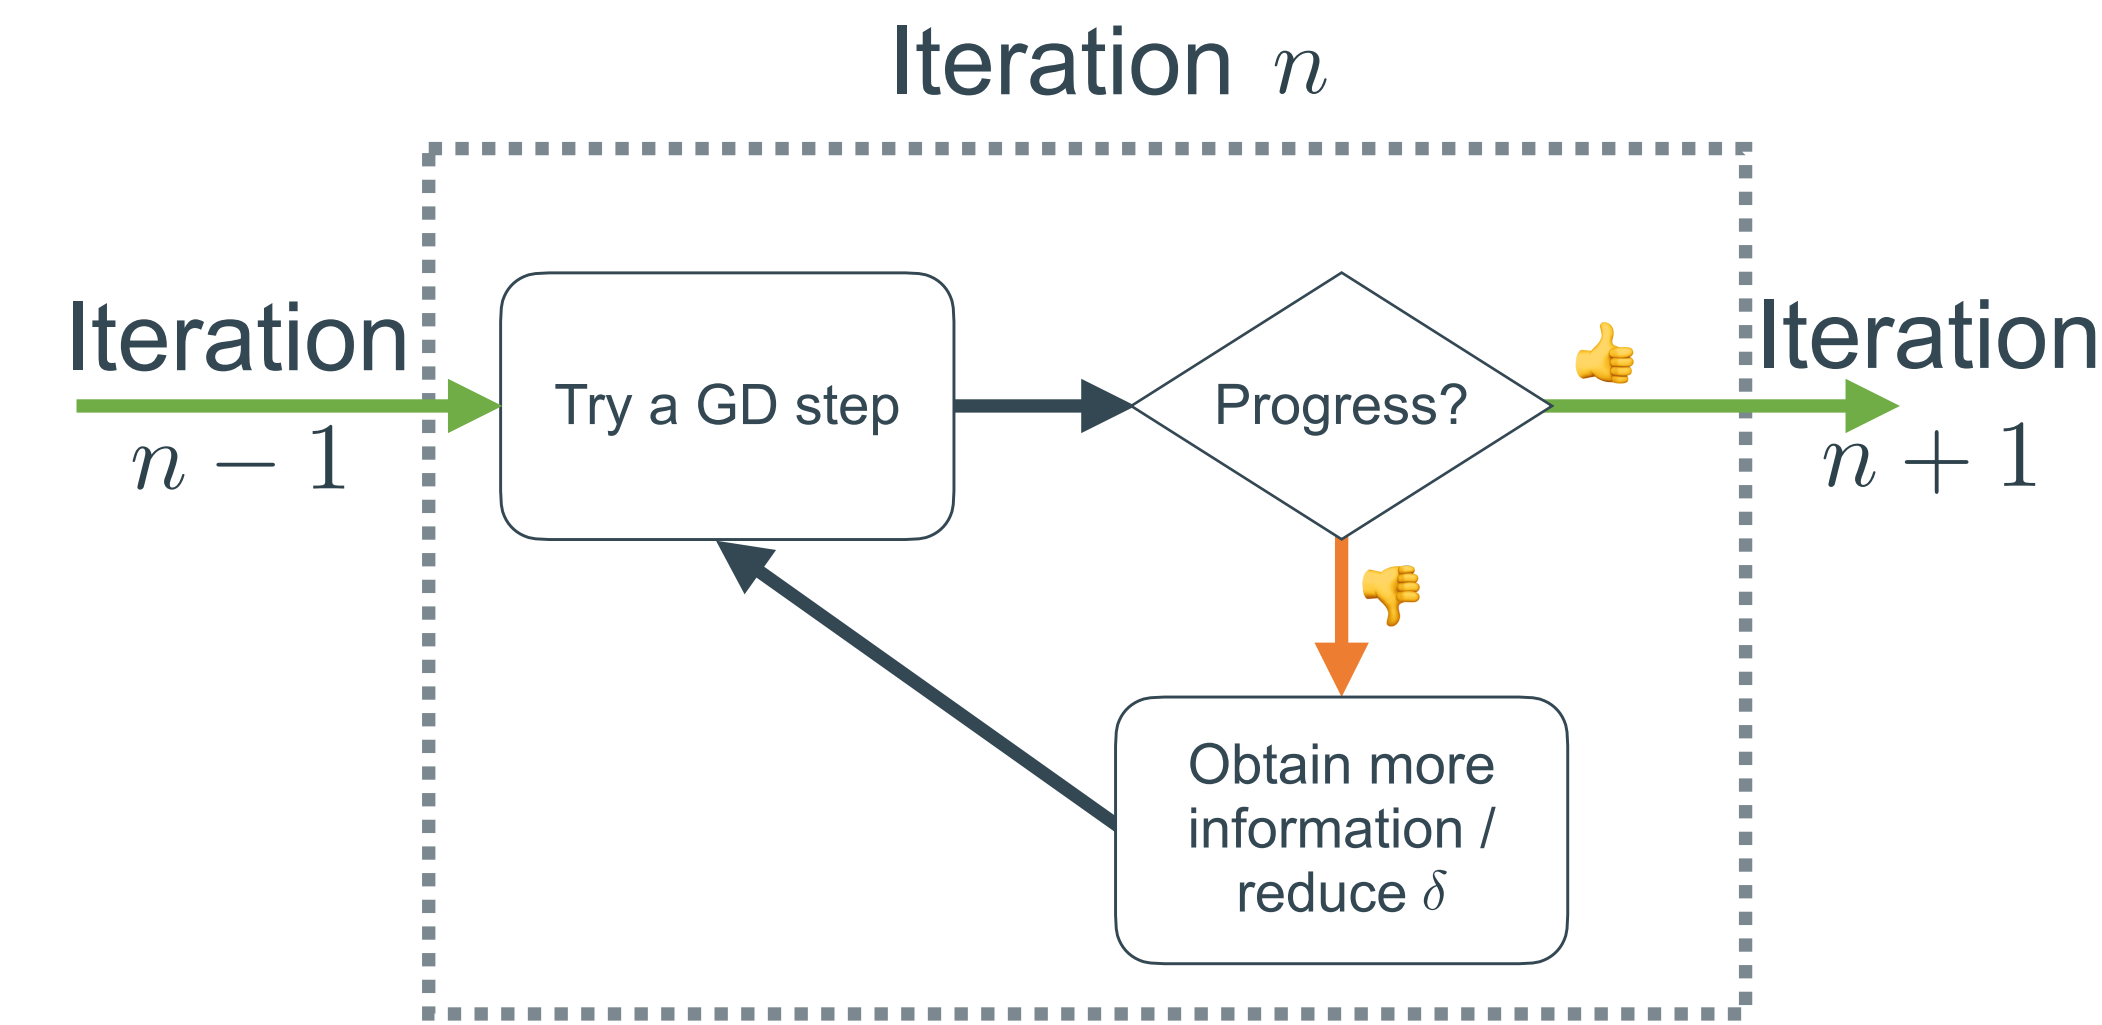 Iteration n
Iteration
n − 1
Try a GD step
Progress?
Iteration
n + 1
Obtain more
information /
reduce δ